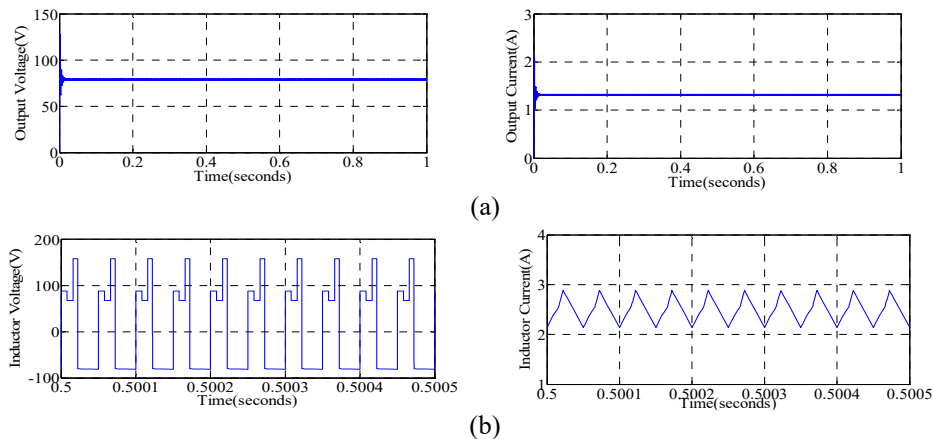 150
100
50
0
Output Voltage(V)
0 0.2 0.4 0.6 0.8 1
Time(seconds)
3
2
1
0
Output Current(A)
0 0.2 0.4 0.6 0.8 1
Time(seconds)
(a)
200
100
0
-100
Inductor Voltage(V)
0.5 0.5001 0.5002 0.5003 0.5004 0.5005
Time(seconds)
4
3
2
1
Inductor Current(A)
0.5 0.5001 0.5002 0.5003 0.5004 0.5005
Time(seconds)
(b)